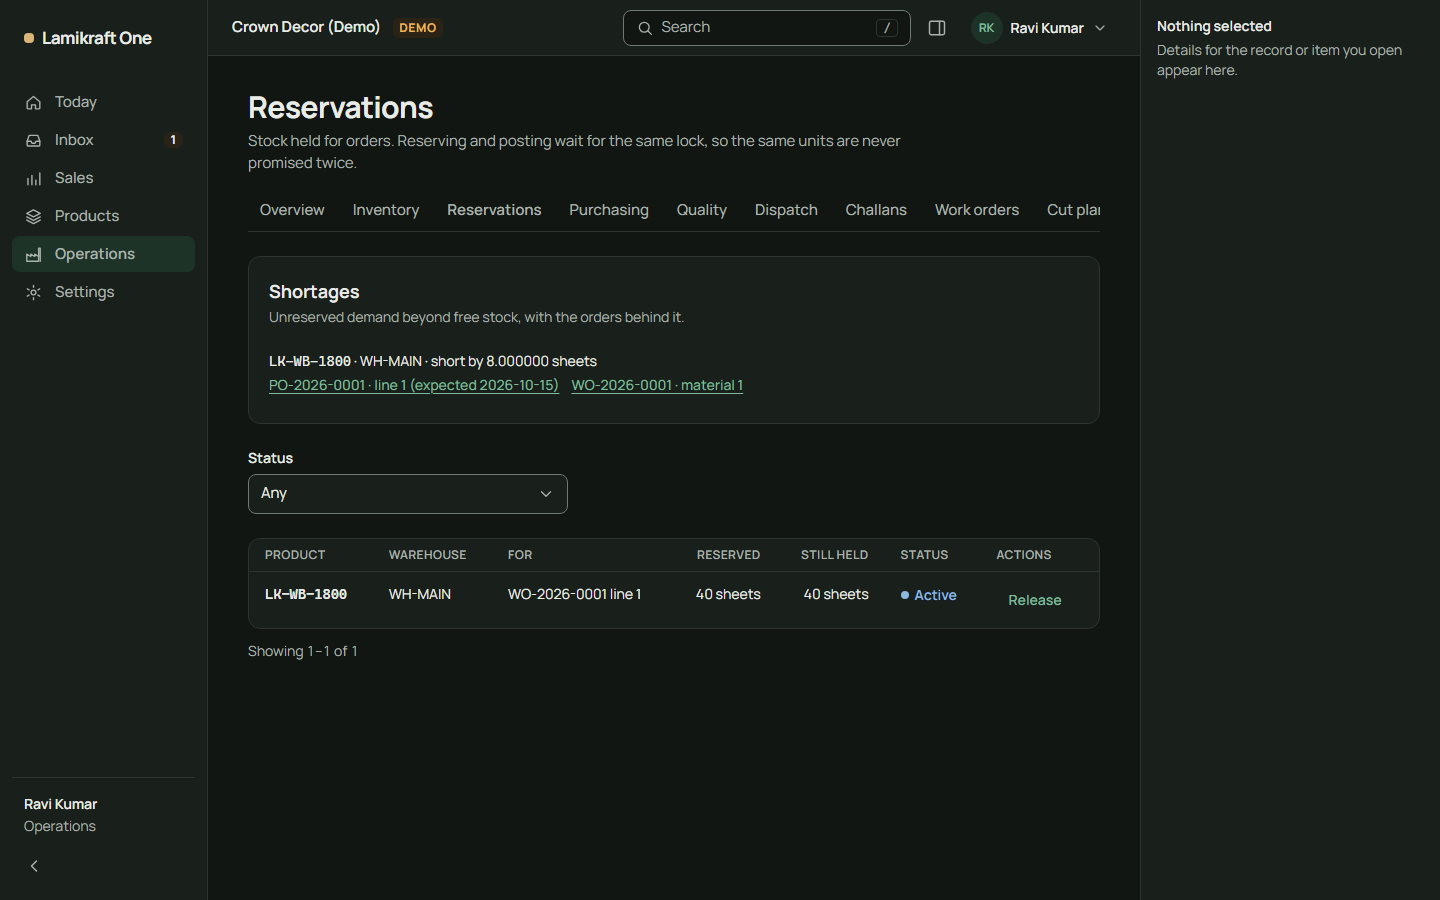 Lamikraft One
Today
Inbox 1
Sales
Products
Operations
Settings
Ravi Kumar
Operations
Crown Decor (Demo) DEMO
Search /
RK Ravi Kumar
Reservations
Stock held for orders. Reserving and posting wait for the same lock, so the same units are never
promised twice.
Overview Inventory Reservations Purchasing Quality Dispatch Challans Work orders Cut plan
Shortages
Unreserved demand beyond free stock, with the orders behind it.
LK-WB-1800 · WH-MAIN · short by 8.000000 sheets
PO-2026-0001 · line 1 (expected 2026-10-15) WO-2026-0001 · material 1
Status
Any
PRODUCT WAREHOUSE FOR RESERVED STILL HELD STATUS ACTIONS
LK-WB-1800 WH-MAIN WO-2026-0001 line 1 40 sheets 40 sheets Active Release
Showing 1–1 of 1
Nothing selected
Details for the record or item you open
appear here.